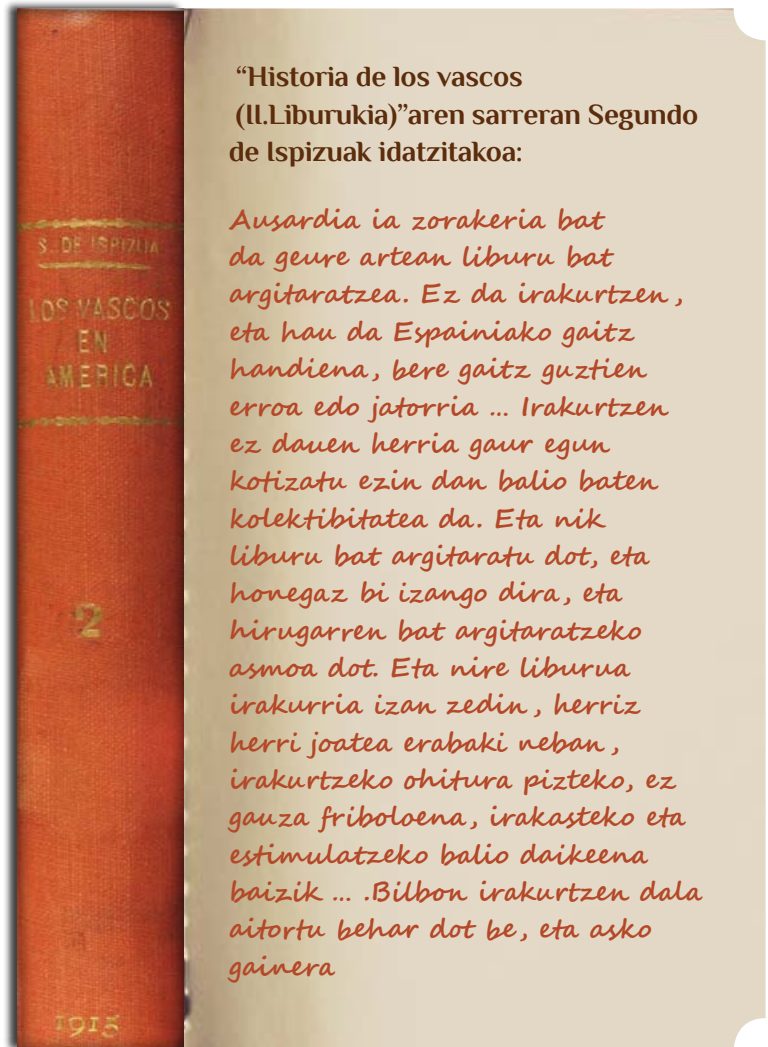 S. DE ISPIZUA
LOS VASCOS
EN
AMERICA
2
1915
“Historia de los vascos
(II.Liburukia)”aren sarreran Segundo
de Ispizuak idatzitakoa:
Ausardia ia zorakeria bat
da geure artean liburu bat
argitaratzea. Ez da irakurtzen,
eta hau da Espainiako gaitz
handiena, bere gaitz guztien
erroa edo jatorria ... Irakurtzen
ez dauen herria gaur egun
kotizatu ezin dan balio baten
kolektibitatea da. Eta nik
liburu bat argitaratu dot, eta
honegaz bi izango dira, eta
hirugarren bat argitaratzeko
asmoa dot. Eta nire liburua
irakurria izan zedin, herriz
herri joatea erabaki neban,
irakurtzeko ohitura pizteko, ez
gauza friboloena, irakasteko eta
estimulatzeko balio daikeena
baizik ... .Bilbon irakurtzen dala
aitortu behar dot be, eta asko
gainera